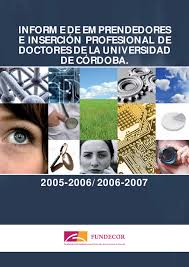 INFORME DE EMPRENDEDORES
E INSERCIÓN PROFESIONAL DE
DOCTORES DE LA UNIVERSIDAD
DE CÓRDOBA.
2005-2006/ 2006-2007
FUNDECOR